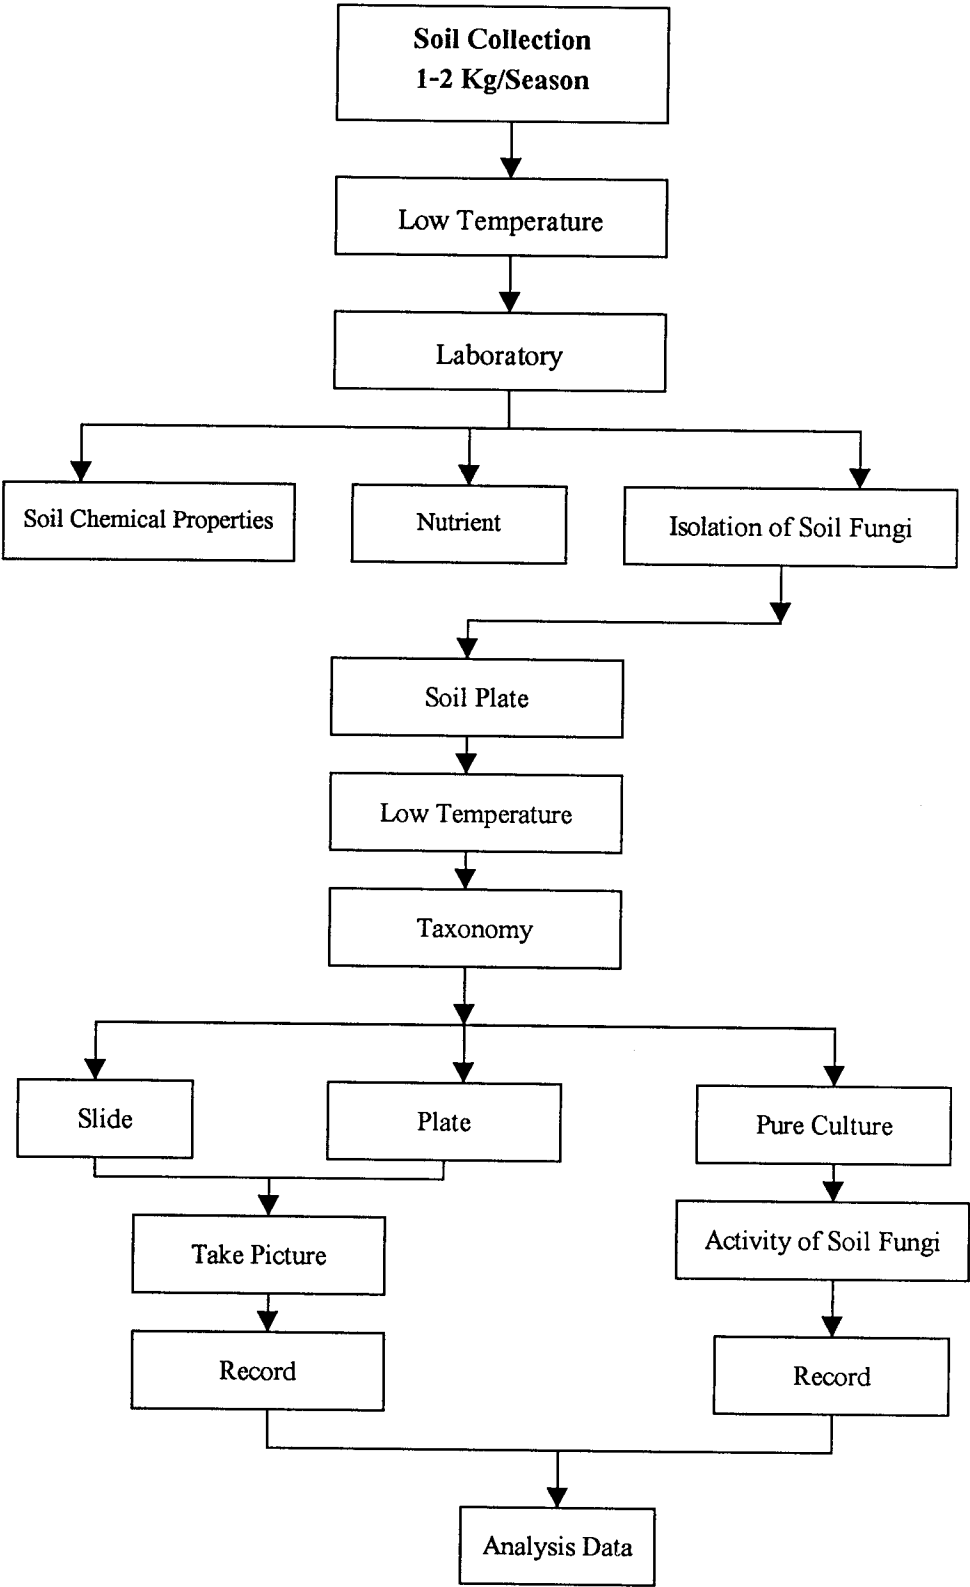 Soil Collection
1-2 Kg/Season
Low Temperature
Laboratory
Soil Chemical Properties
Nutrient
Isolation of Soil Fungi
Soil Plate
Low Temperature
Taxonomy
Slide
Plate
Pure Culture
Take Picture
Activity of Soil Fungi
Record
Record
Analysis Data